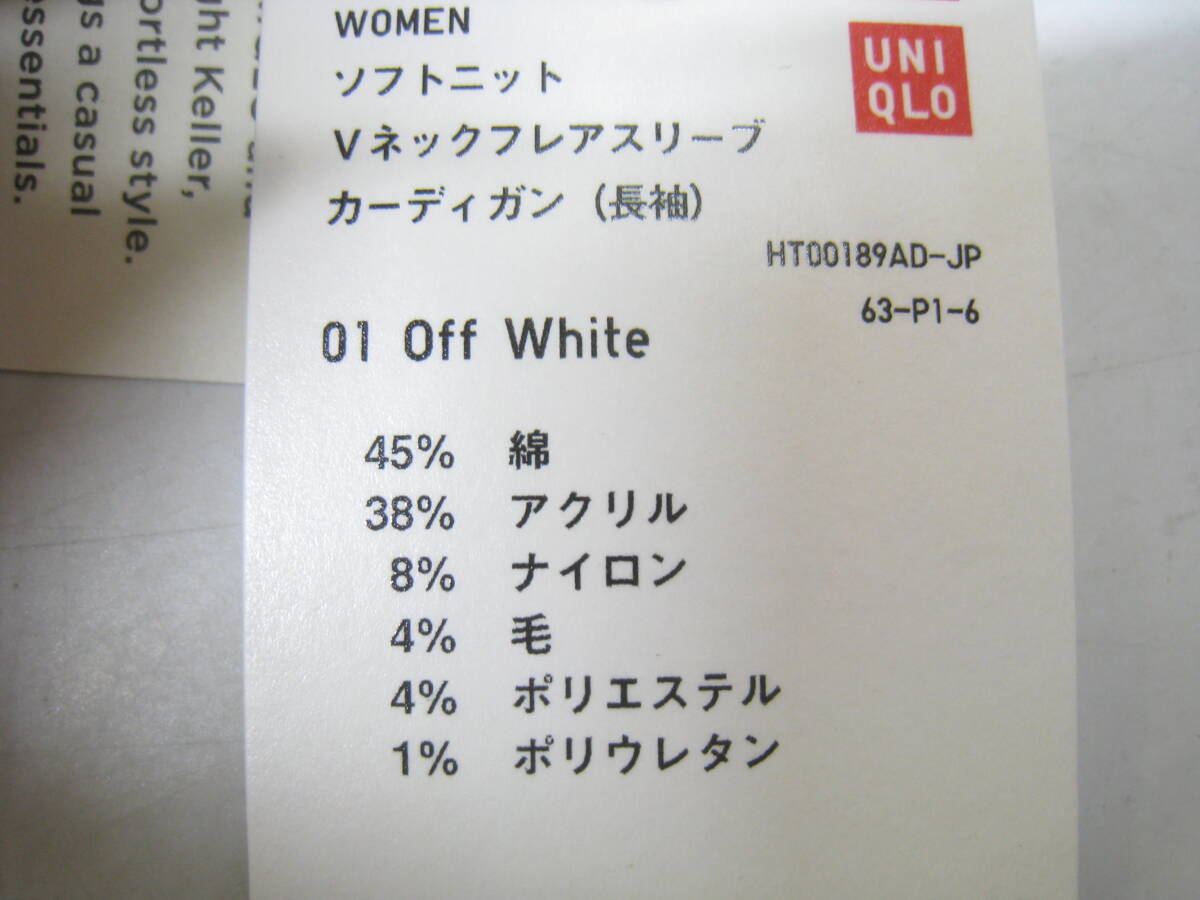 WOMEN
ソフトニット
Vネックフレアスリーブ
カーディガン（長袖）
UNI
QLO
HT00189AD-JP
63-P1-6
01 Off White
45% 綿
38% アクリル
8% ナイロン
4% 毛
4% ポリエステル
1% ポリウレタン
Keller,
style.
a casual